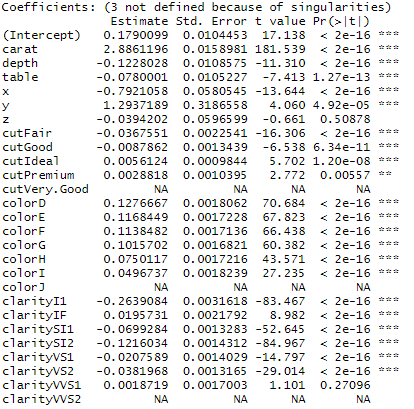 Coefficients: (3 not defined because of singularities)
Estimate Std. Error t value Pr(>|t|)
(Intercept) 0.1790099 0.0104453 17.138 < 2e-16 ***
carat 2.8861196 0.0158981 181.539 < 2e-16 ***
depth -0.1228028 0.0108575 -11.310 < 2e-16 ***
table -0.0780001 0.0105227 -7.413 1.27e-13 ***
x -0.7921058 0.0580505 -13.644 < 2e-16 ***
y 1.2937189 0.3186558 4.060 4.92e-05 ***
z -0.0394202 0.0596599 -0.661 0.50878
cutFair -0.0367551 0.0022541 -16.306 < 2e-16 ***
cutGood -0.0087862 0.0013439 -6.538 6.34e-11 ***
cutIdeal 0.0056124 0.0009844 5.702 1.20e-08 ***
cutPremium 0.0028818 0.0010395 2.772 0.00557 **
cutVery.Good NA NA NA NA
colorD 0.1276667 0.0018062 70.684 < 2e-16 ***
colorE 0.1168449 0.0017228 67.823 < 2e-16 ***
colorF 0.1138482 0.0017136 66.438 < 2e-16 ***
colorG 0.1015702 0.0016821 60.382 < 2e-16 ***
colorH 0.0750117 0.0017216 43.571 < 2e-16 ***
colorI 0.0496737 0.0018239 27.235 < 2e-16 ***
colorJ NA NA NA NA
clarityI1 -0.2639084 0.0031618 -83.467 < 2e-16 ***
clarityIF 0.0195731 0.0021792 8.982 < 2e-16 ***
claritySI1 -0.0699284 0.0013283 -52.645 < 2e-16 ***
claritySI2 -0.1216034 0.0014312 -84.967 < 2e-16 ***
clarityVS1 -0.0207589 0.0014029 -14.797 < 2e-16 ***
clarityVS2 -0.0381968 0.0013165 -29.014 < 2e-16 ***
clarityVVS1 0.0018719 0.0017003 1.101 0.27096
clarityVVS2 NA NA NA NA